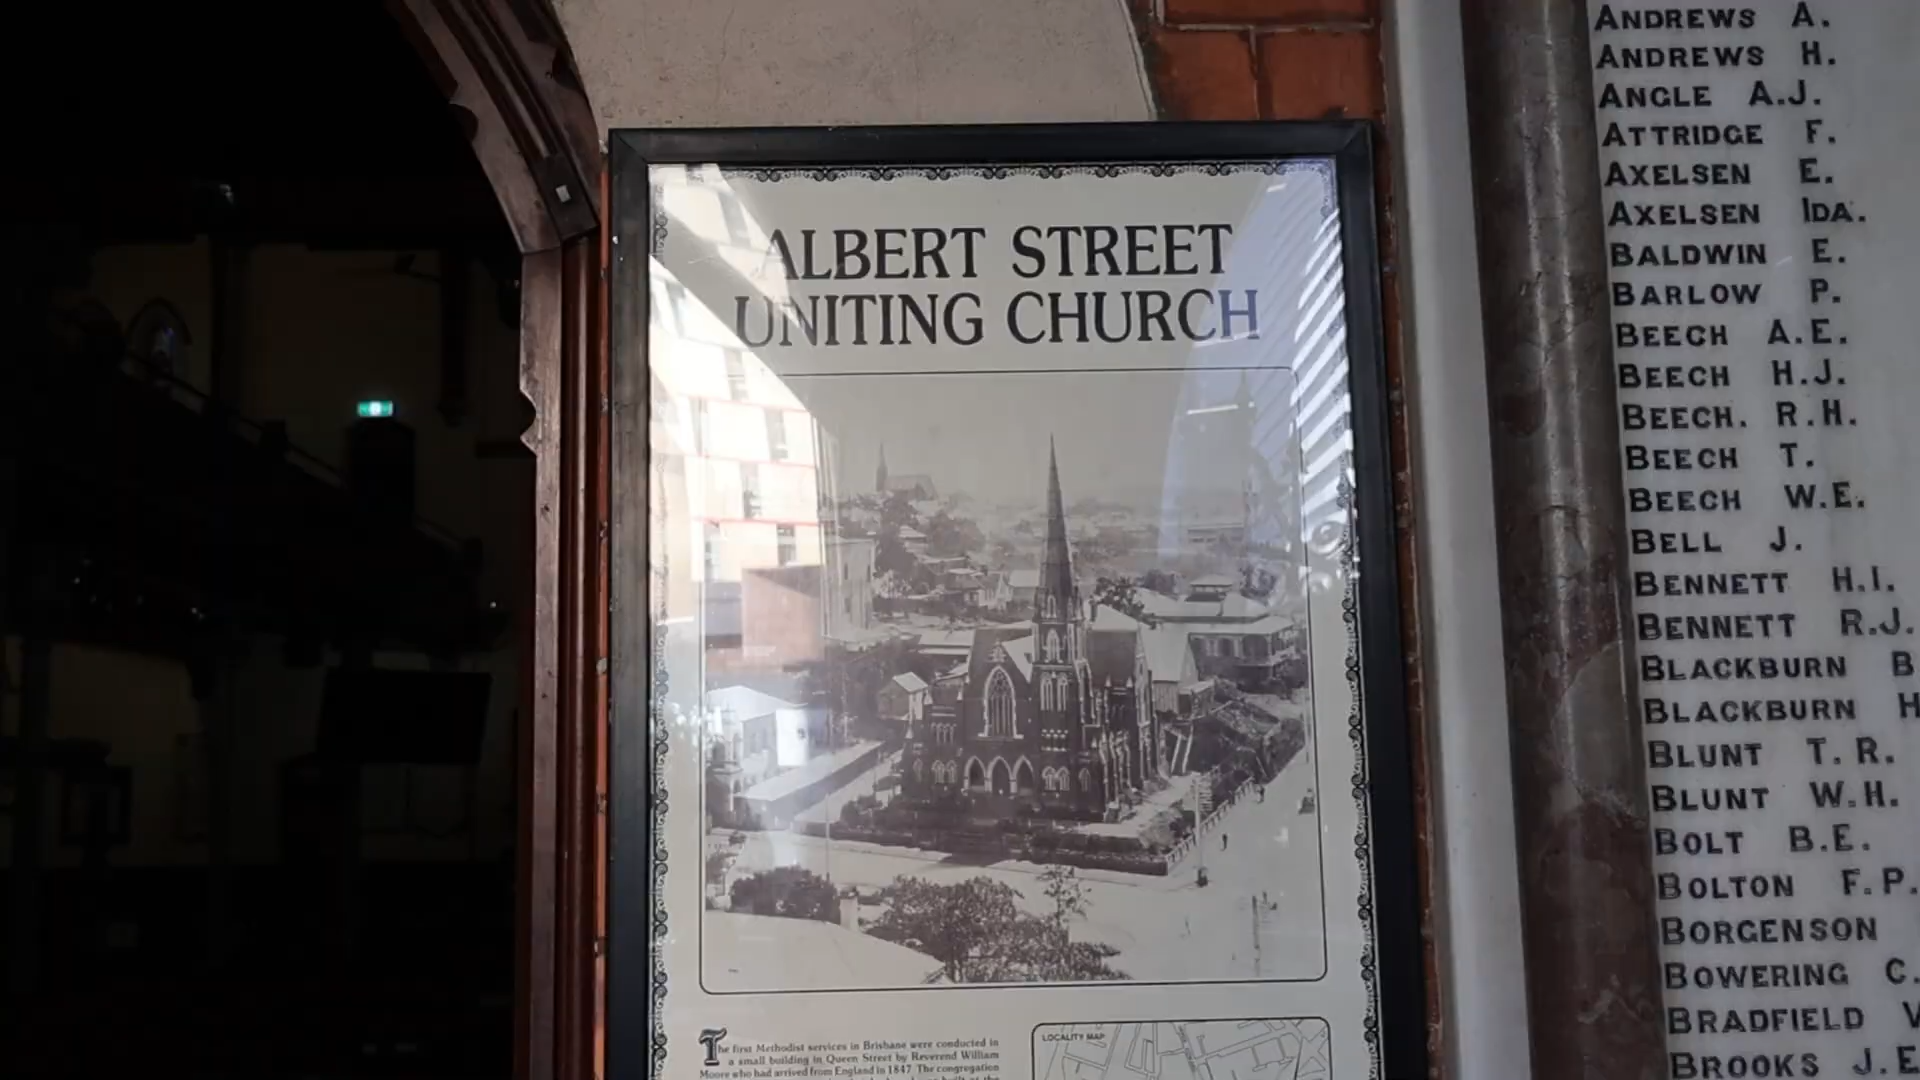 ALBERT STREET
UNITING CHURCH
The first Methodist services in Brisbane were conducted in
a small building in Queen Street by Reverend William
Moore who had arrived from England in 1847. The congregation
LOCALITY MAP
ANDREWS A.
ANDREWS H.
ANGLE A.J.
ATTRIDGE F.
AXELSEN E.
AXELSEN IDA.
BALDWIN E.
BARLOW P.
BEECH A.E.
BEECH H.J.
BEECH. R.H.
BEECH T.
BEECH W.E.
BELL J.
BENNETT H.I.
BENNETT R.J.
BLACKBURN B
BLACKBURN H
BLUNT T.R.
BLUNT W.H.
BOLT B.E.
BOLTON F.P.
BORGENSON
BOWERING C.
BRADFIELD V
BROOKS J.E